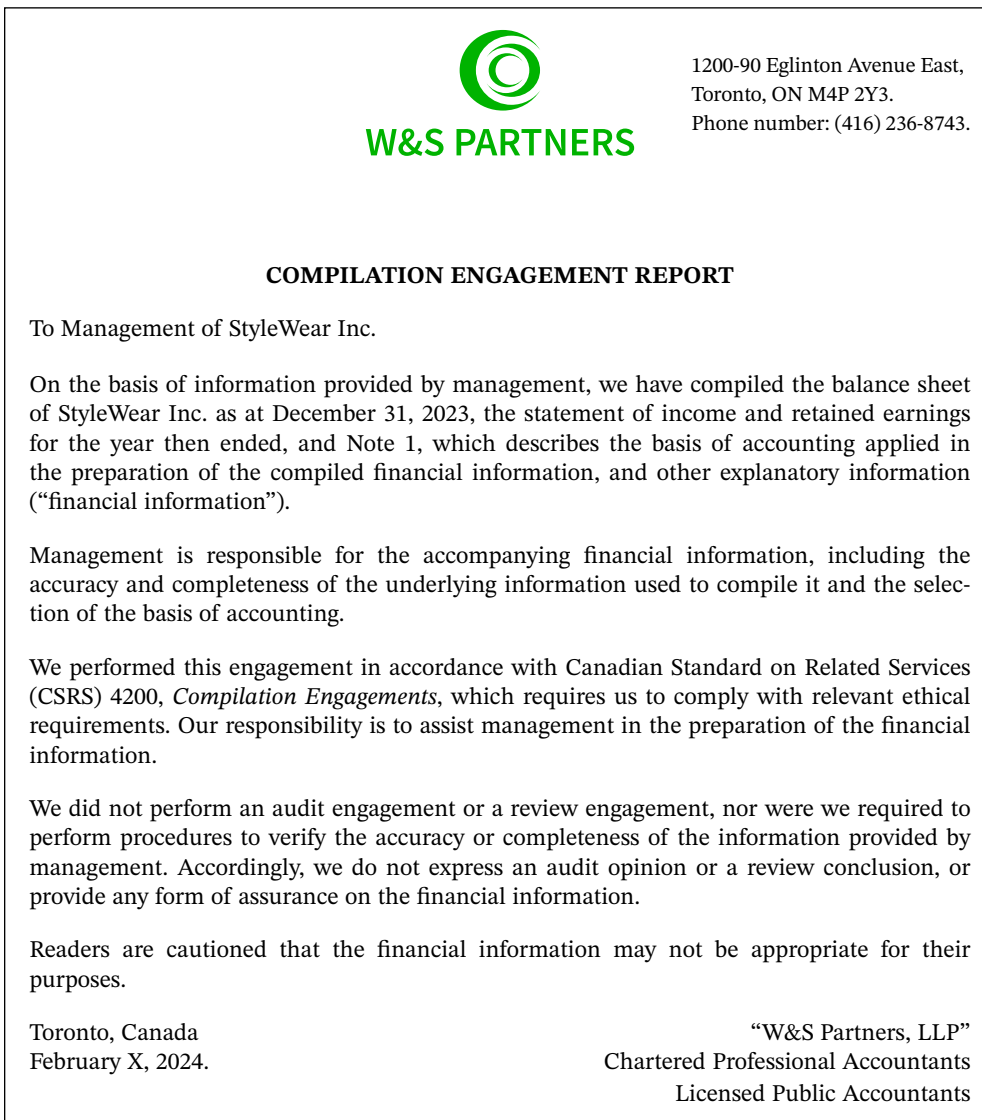 W&S PARTNERS
1200-90 Eglinton Avenue East,
Toronto, ON M4P 2Y3.
Phone number: (416) 236-8743.
COMPILATION ENGAGEMENT REPORT
To Management of StyleWear Inc.
On the basis of information provided by management, we have compiled the balance sheet
of StyleWear Inc. as at December 31, 2023, the statement of income and retained earnings
for the year then ended, and Note 1, which describes the basis of accounting applied in
the preparation of the compiled financial information, and other explanatory information
(“financial information”).
Management is responsible for the accompanying financial information, including the
accuracy and completeness of the underlying information used to compile it and the selec-
tion of the basis of accounting.
We performed this engagement in accordance with Canadian Standard on Related Services
(CSRS) 4200, Compilation Engagements, which requires us to comply with relevant ethical
requirements. Our responsibility is to assist management in the preparation of the financial
information.
We did not perform an audit engagement or a review engagement, nor were we required to
perform procedures to verify the accuracy or completeness of the information provided by
management. Accordingly, we do not express an audit opinion or a review conclusion, or
provide any form of assurance on the financial information.
Readers are cautioned that the financial information may not be appropriate for their
purposes.
Toronto, Canada
February X, 2024.
“W&S Partners, LLP”
Chartered Professional Accountants
Licensed Public Accountants